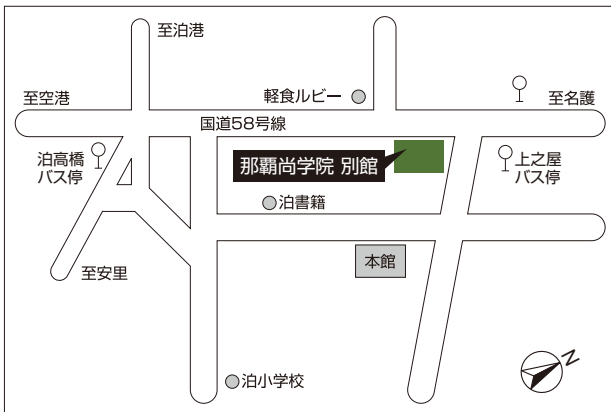 至泊港
至空港
軽食ルビー
至名護
国道58号線
泊高橋
バス停
那覇尚学院 別館
上之屋
バス停
泊書籍
本館
至安里
泊小学校
N